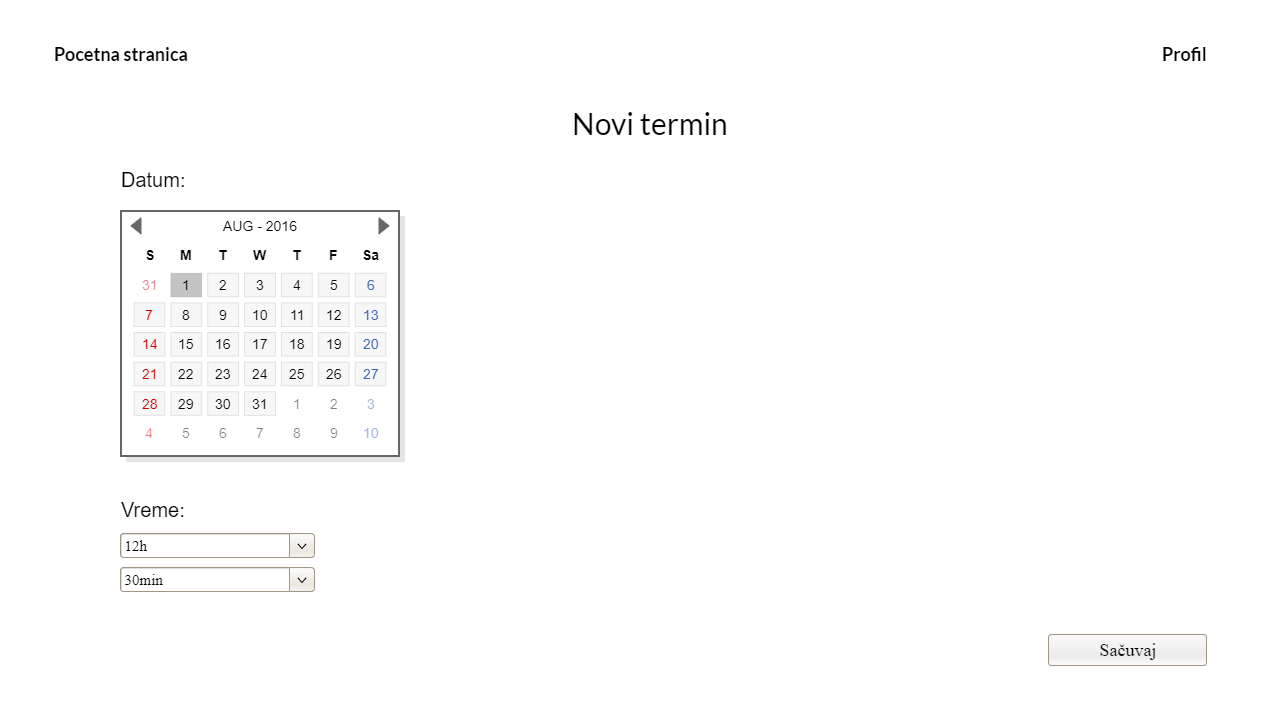 Pocetna stranica Profil
Novi termin
Datum:
AUG - 2016
S M T W T F Sa
31 1 2 3 4 5 6
7 8 9 10 11 12 13
14 15 16 17 18 19 20
21 22 23 24 25 26 27
28 29 30 31 1 2 3
4 5 6 7 8 9 10
Vreme:
12h
30min
Sačuvaj